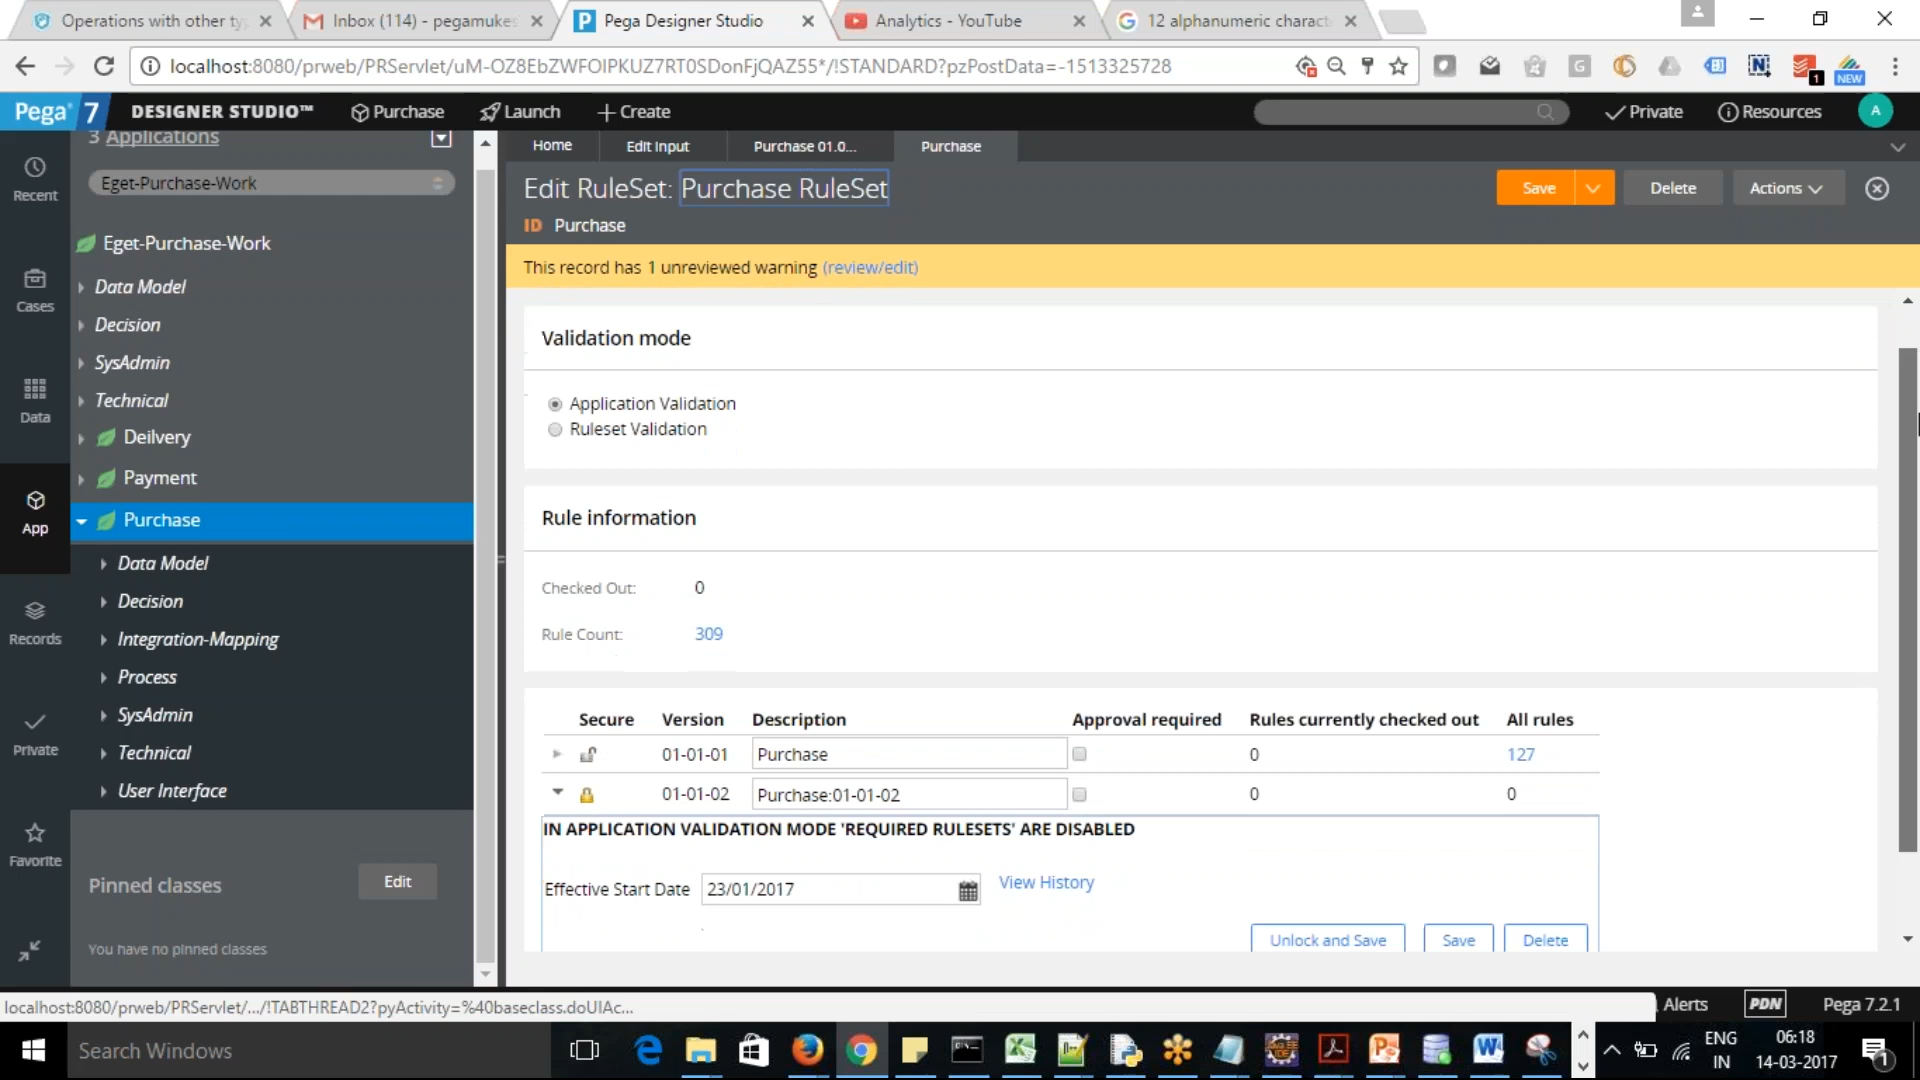 Operations with other ty
Inbox (114) - pegamukes
Pega Designer Studio
Analytics - YouTube
12 alphanumeric charact
localhost:8080/prweb/PRServlet/uM-OZ8EbZWFOIPKUZ7RT0SDonFjQAZ55*/!STANDARD?pzPostData=-1513325728
1
NEW
Pega 7
DESIGNER STUDIO™
Purchase
Launch
Create
Private
Resources
A
3 Applications
Home
Edit Input
Purchase 01.0...
Purchase
Recent
Eget-Purchase-Work
Edit RuleSet: Purchase RuleSet
Save
Delete
Actions
ID Purchase
Eget-Purchase-Work
This record has 1 unreviewed warning (review/edit)
Cases
Data Model
Decision
SysAdmin
Technical
Validation mode
Application Validation
Ruleset Validation
Data
Deilvery
Payment
App
Purchase
Rule information
Data Model
Decision
Integration-Mapping
Process
SysAdmin
Technical
User Interface
Checked Out: 0
Rule Count: 309
Records
Private
Secure Version Description Approval required Rules currently checked out All rules
01-01-01 Purchase 0 127
01-01-02 Purchase:01-01-02 0 0
IN APPLICATION VALIDATION MODE 'REQUIRED RULESETS' ARE DISABLED
Favorite
Pinned classes
Edit
Effective Start Date 23/01/2017
View History
You have no pinned classes
Unlock and Save
Save
Delete
localhost:8080/prweb/PRServlet/.../!TABTHREAD2?pyActivity=%40baseclass.doUIAc...
Alerts
PDN
Pega 7.2.1
Search Windows
ENG
IN
06:18
14-03-2017
1